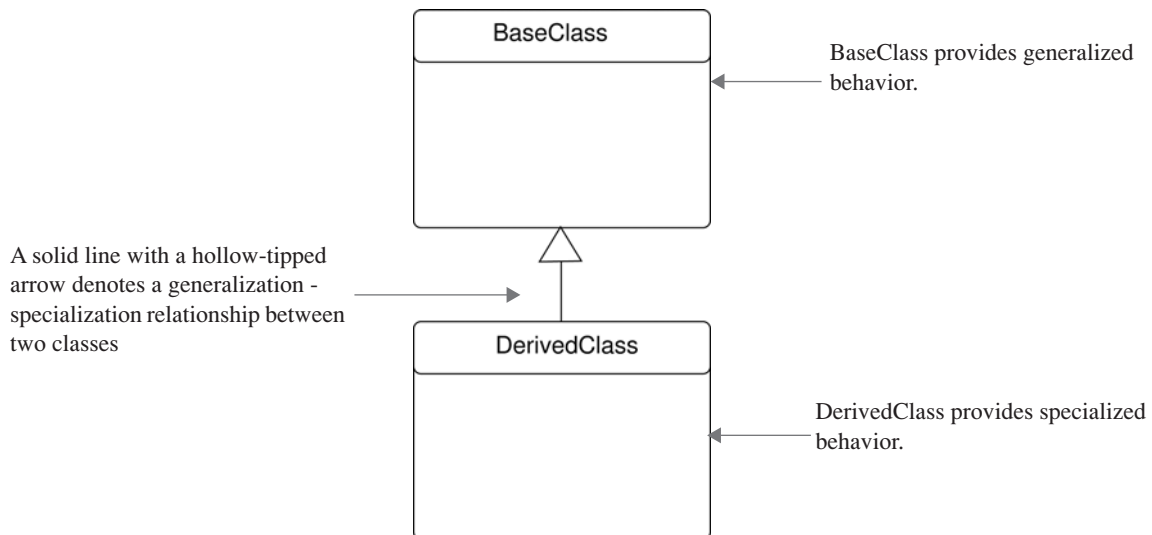 BaseClass
BaseClass provides generalized
behavior.
A solid line with a hollow-tipped
arrow denotes a generalization -
specialization relationship between
two classes
DerivedClass
DerivedClass provides specialized
behavior.